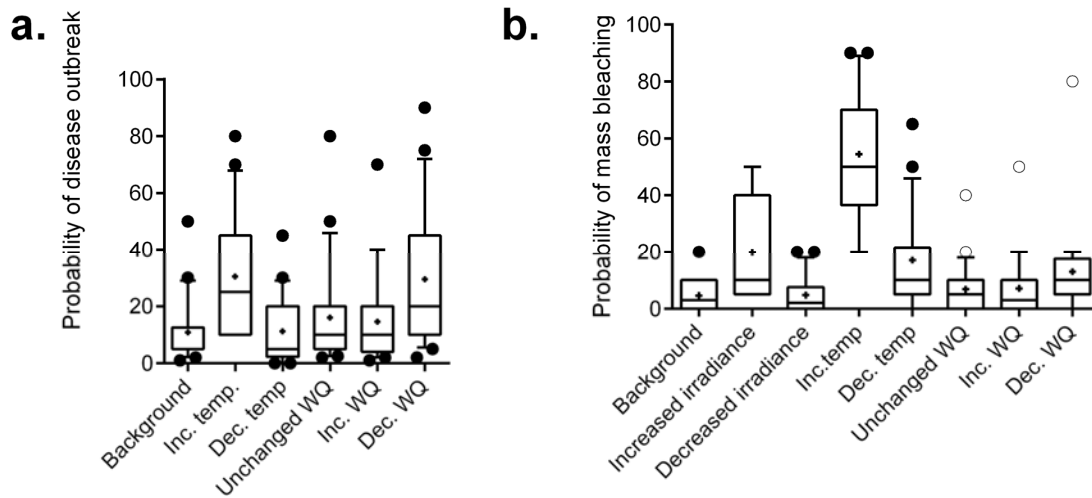 a.
Probability of disease outbreak
100
80
60
40
20
0
Background
Inc. temp.
Dec. temp
Unchanged WQ
Inc. WQ
Dec. WQ
b.
Probability of mass bleaching
100
80
60
40
20
0
Background
Increased irradiance
Decreased irradiance
Inc.temp
Dec. temp
Unchanged WQ
Inc. WQ
Dec. WQ